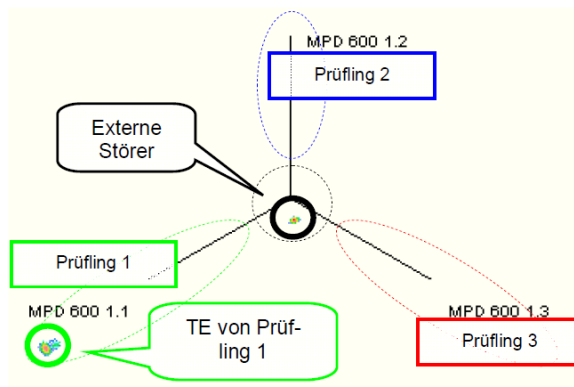 MPD 600 1.2
Prüfling 2
Externe
Störer
Prüfling 1
MPD 600 1.1
TE von Prüf-
ling 1
MPD 600 1.3
Prüfling 3